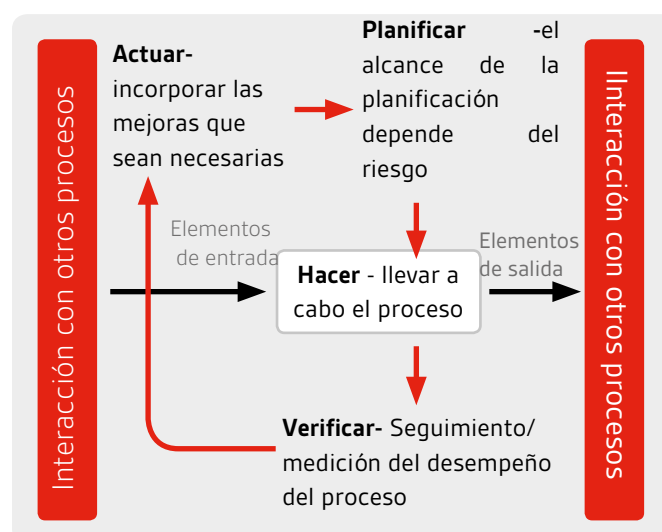 Interacción con otros procesos
Actuar-
incorporar las
mejoras que
sean necesarias
Planificar -el
alcance de la
planificación
depende del
riesgo
Elementos
de entrada
Hacer - llevar a
cabo el proceso
Elementos
de salida
Verificar- Seguimiento/
medición del desempeño
del proceso
IInteracción con otros procesos